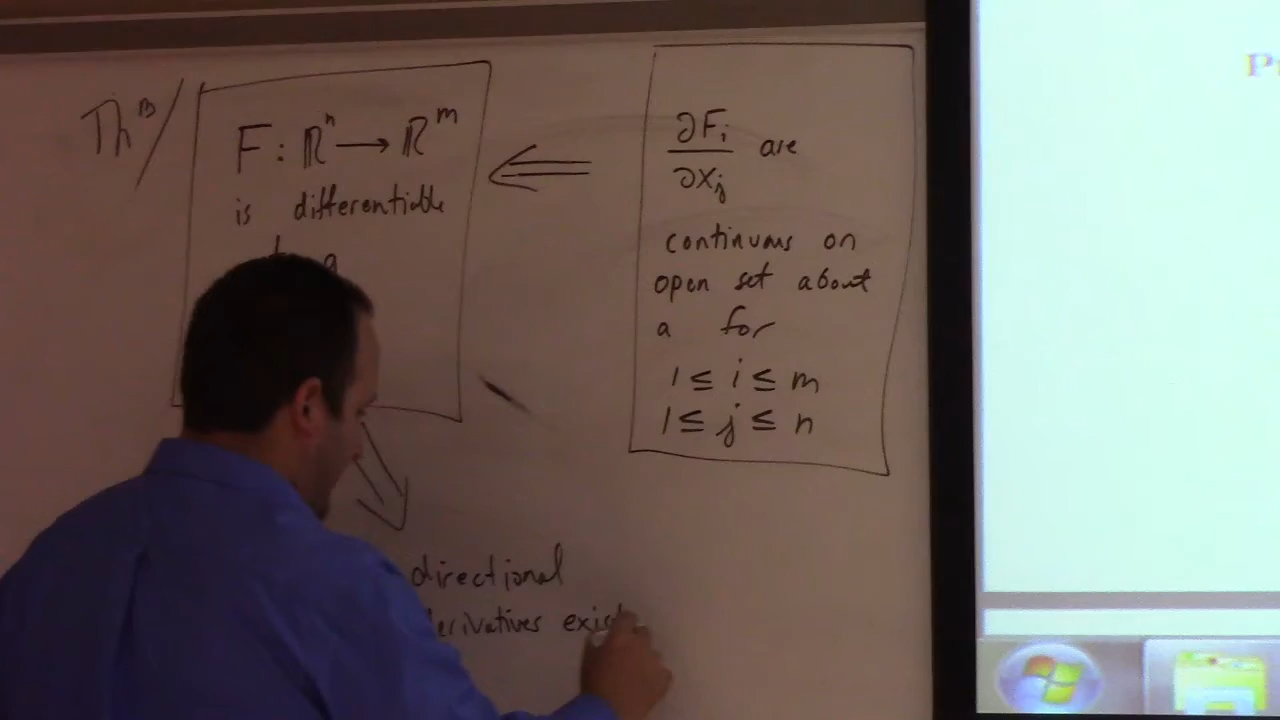 Thᵐ/
F : ℝⁿ → ℝᵐ
is differentiable
a
⇐
∂Fᵢ/∂xⱼ are
continuous on
open set about
a for
1 ≤ i ≤ m
1 ≤ j ≤ n
directional
derivatives exist